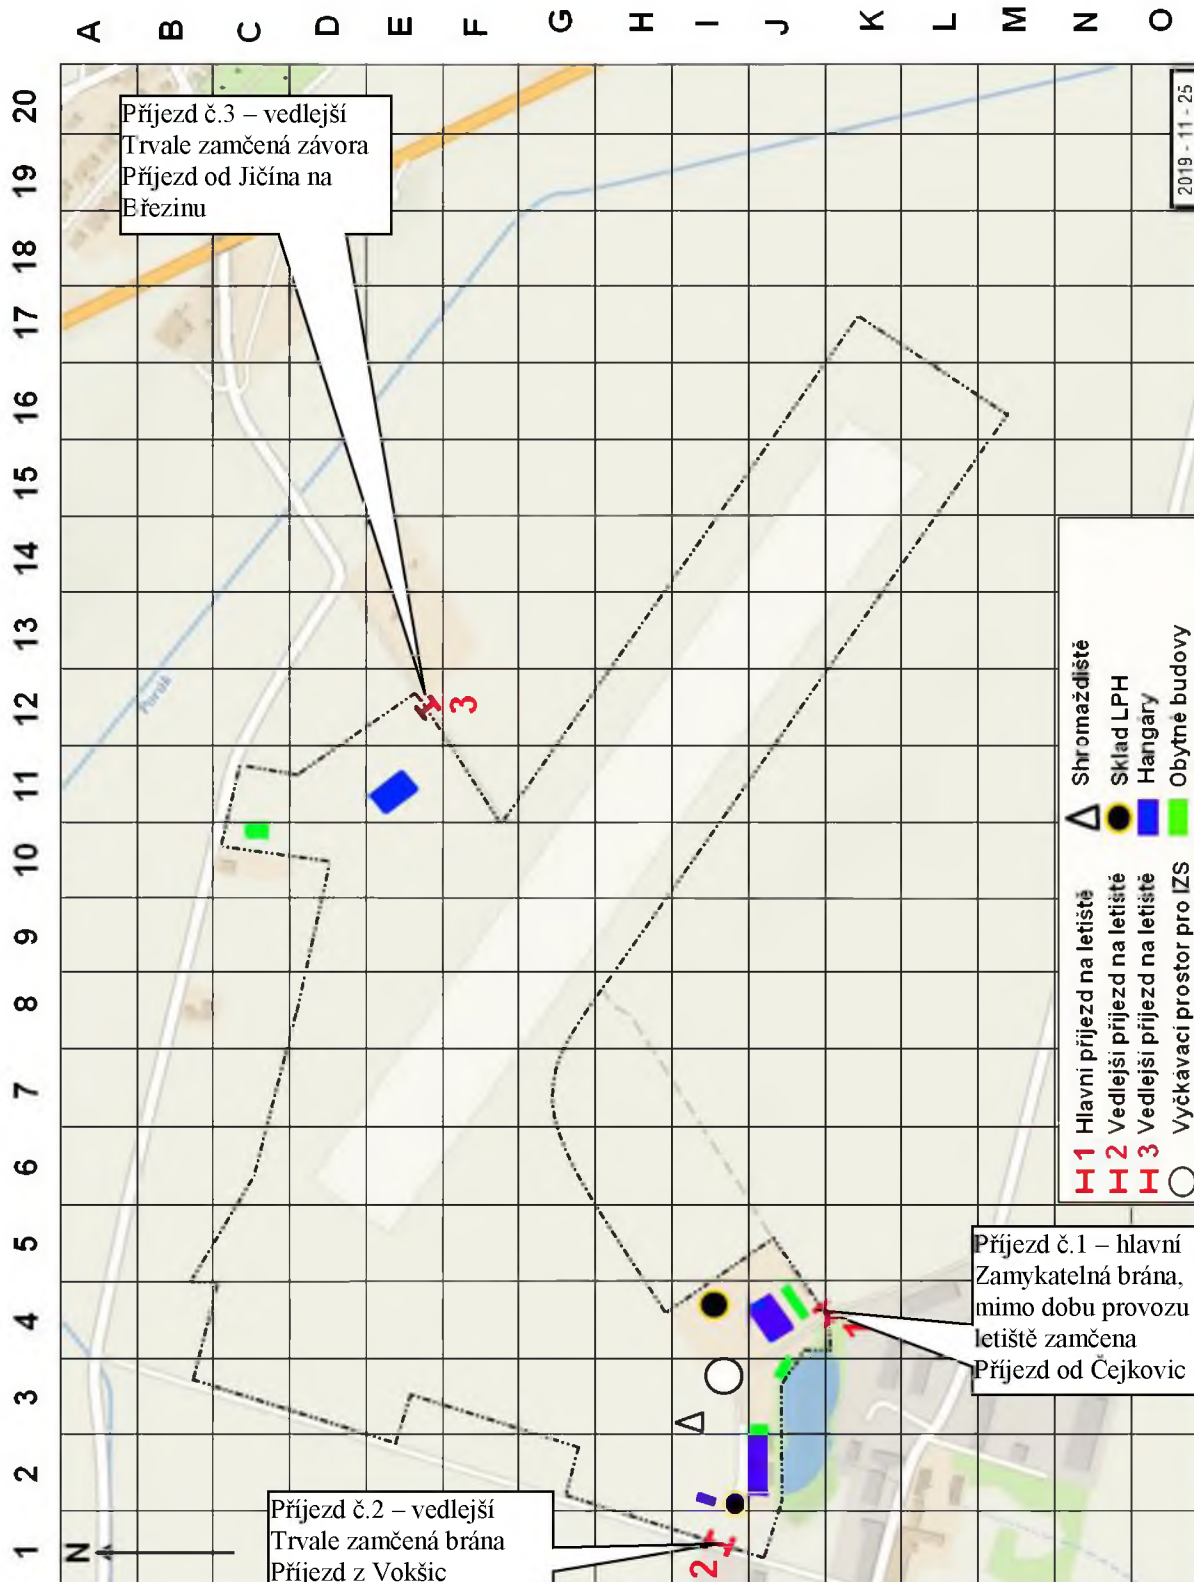 A
B
C
D
E
F
G
H
I
J
K
L
M
N
O
20
19
18
17
16
15
14
13
12
11
10
9
8
7
6
5
4
3
2
1
Příjezd č.3 – vedlejší
Trvale zamčená závora
Příjezd od Jičína na
Březinu
3
Příjezd č.2 – vedlejší
Trvale zamčená brána
Příjezd z Vokšic
2
Příjezd č.1 – hlavní
Zamykatelná brána,
mimo dobu provozu
letiště zamčena
Příjezd od Čejkovic
1
N
1 Hlavní příjezd na letiště
2 Vedlejší příjezd na letiště
3 Vedlejší příjezd na letiště
Vyčkávací prostor pro IZS
Shromaždiště
Sklad LPH
Hangáry
Obytné budovy
2019 - 11 - 25